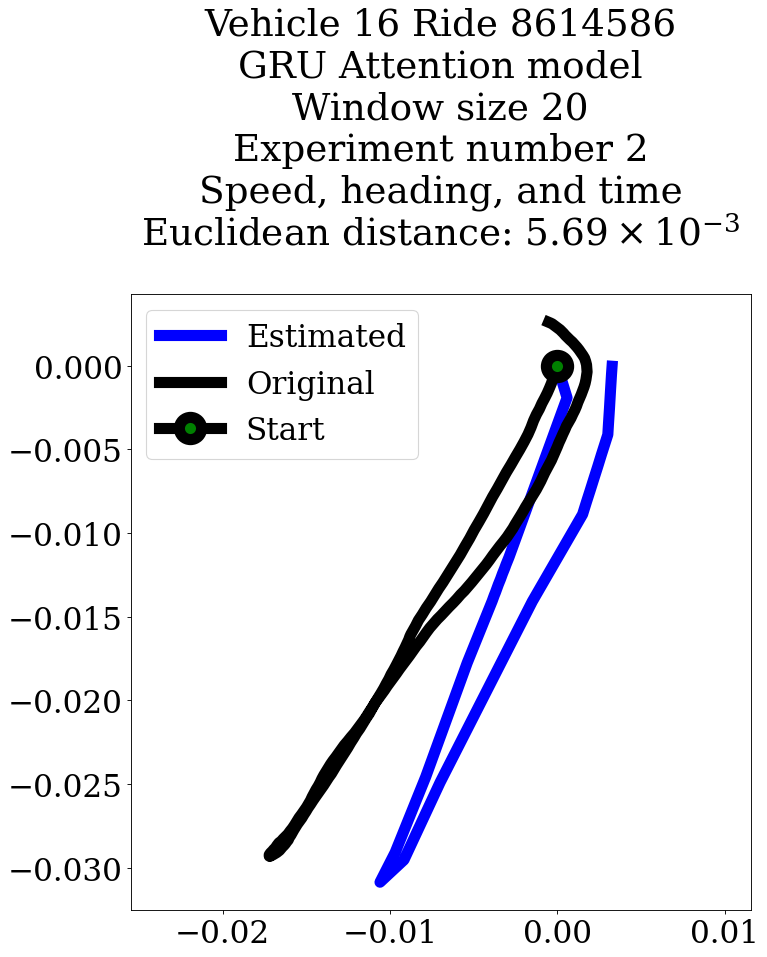 Vehicle 16 Ride 8614586
GRU Attention model
Window size 20
Experiment number 2
Speed, heading, and time
Euclidean distance: 5.69 × 10⁻³
Estimated
Original
Start
0.000
−0.005
−0.010
−0.015
−0.020
−0.025
−0.030
−0.02 −0.01 0.00 0.01